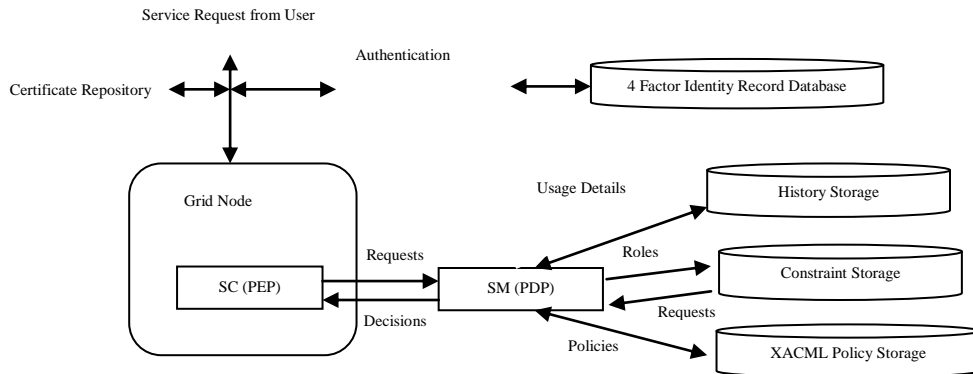 Service Request from User
Authentication
Certificate Repository
4 Factor Identity Record Database
Grid Node
Usage Details
History Storage
Requests
Roles
SC (PEP)
SM (PDP)
Constraint Storage
Decisions
Requests
Policies
XACML Policy Storage